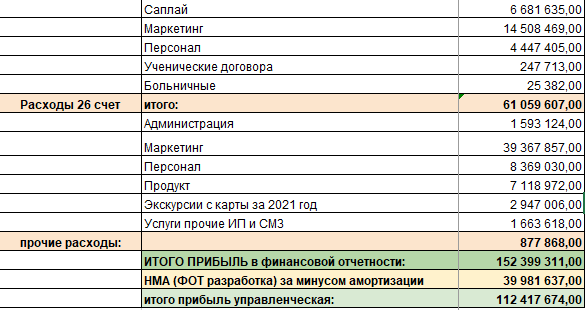 Саплай 6 681 635,00
Маркетинг 14 508 469,00
Персонал 4 447 405,00
Ученические договора 247 713,00
Больничные 25 382,00
Расходы 26 счет итого: 61 059 607,00
Администрация 1 593 124,00
Маркетинг 39 367 857,00
Персонал 8 369 030,00
Продукт 7 118 972,00
Экскурсии с карты за 2021 год 2 947 006,00
Услуги прочие ИП и СМЗ 1 663 618,00
прочие расходы: 877 868,00
ИТОГО ПРИБЫЛЬ в финансовой отчетности: 152 399 311,00
НМА (ФОТ разработка) за минусом амортизации 39 981 637,00
итого прибыль управленческая: 112 417 674,00